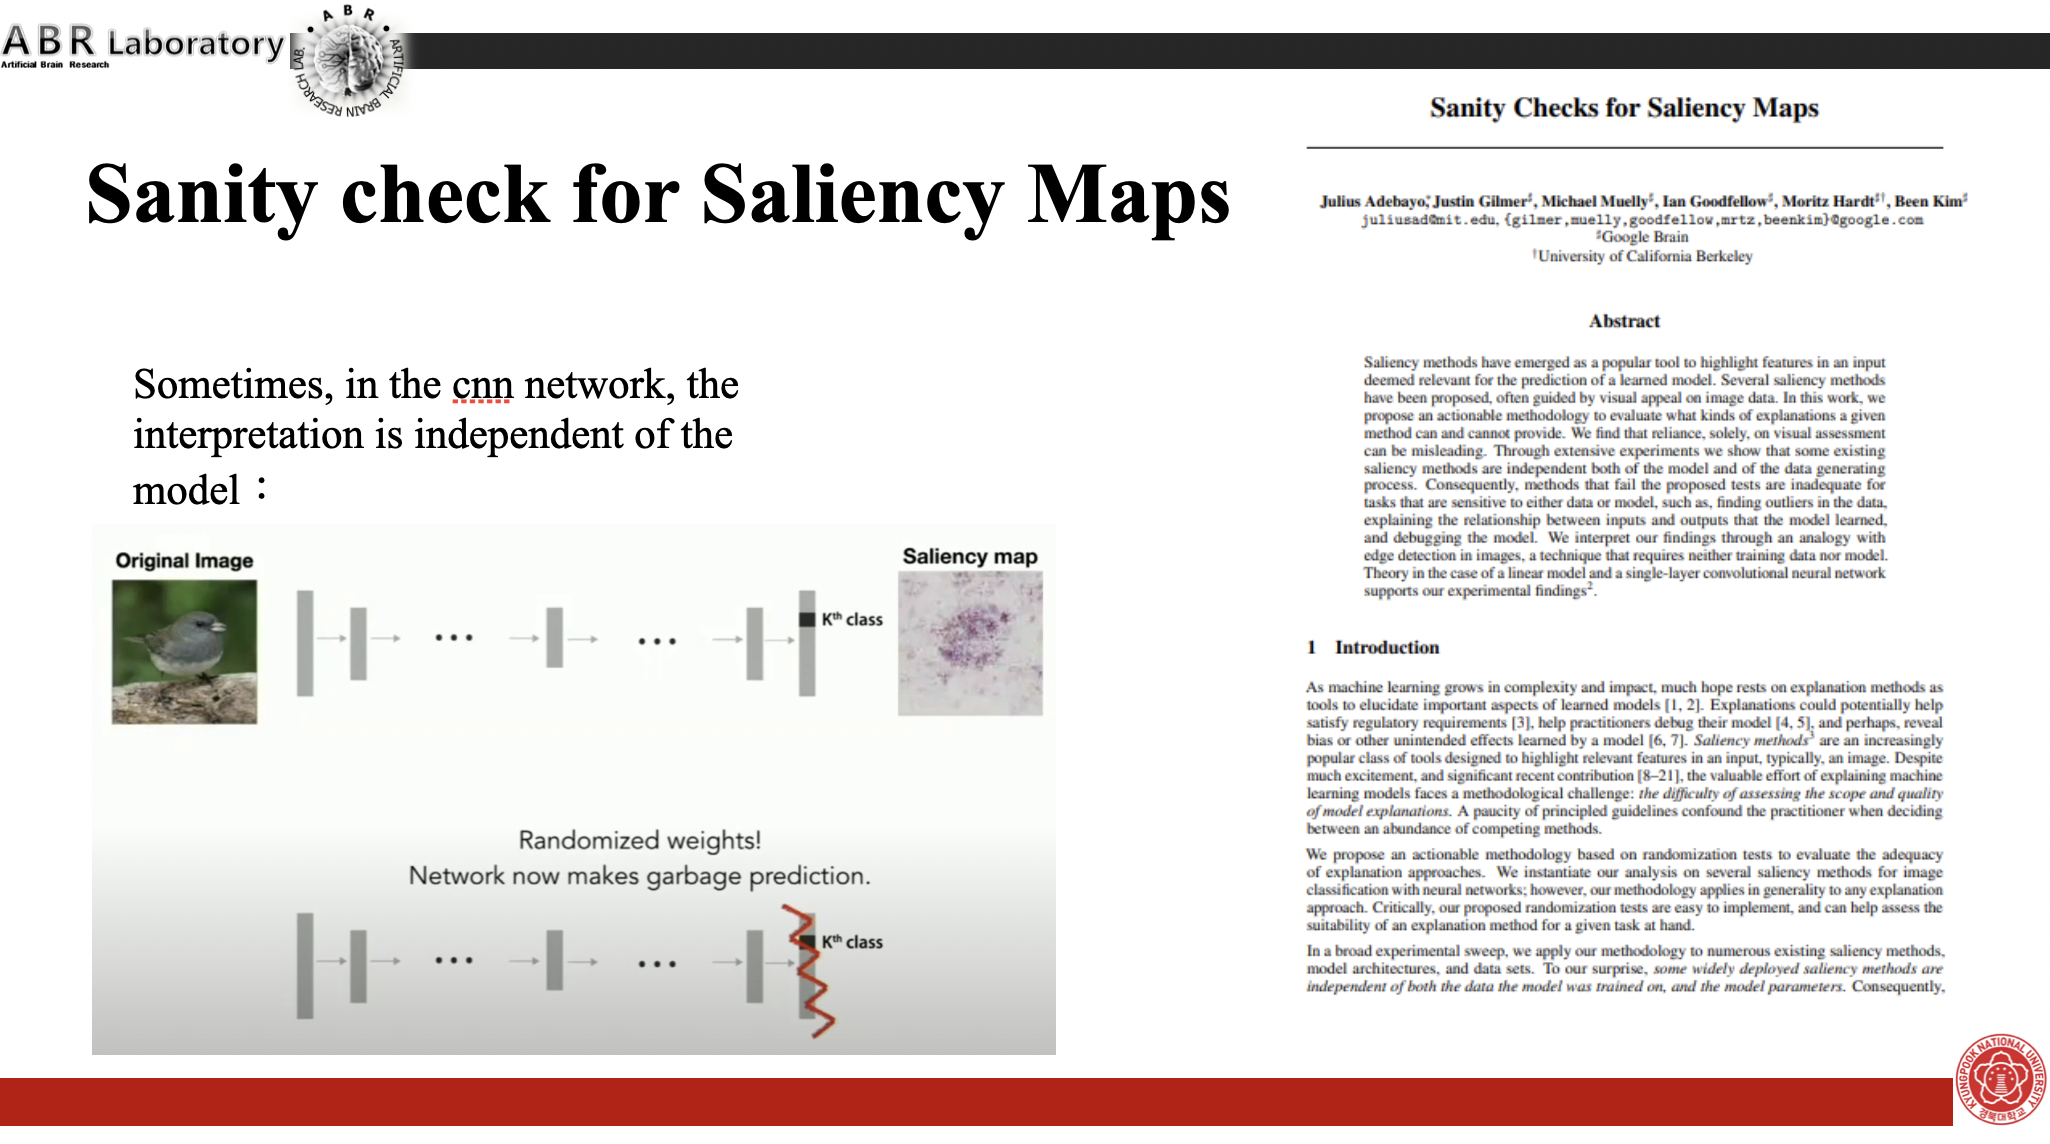 ABR Laboratory
Artificial Brain Research
A B R
ARTIFICIAL BRAIN RESEARCH LAB.
Sanity check for Saliency Maps
Sometimes, in the cnn network, the
interpretation is independent of the
model：
Original Image
Saliency map
Kth class
...
...
Randomized weights!
Network now makes garbage prediction.
Kth class
...
...
Sanity Checks for Saliency Maps
Julius Adebayo*, Justin Gilmer♯, Michael Muelly♯, Ian Goodfellow♯, Moritz Hardt♯†, Been Kim♯
juliusad@mit.edu, {gilmer,muelly,goodfellow,mrtz,beenkim}@google.com
♯Google Brain
†University of California Berkeley
Abstract
Saliency methods have emerged as a popular tool to highlight features in an input
deemed relevant for the prediction of a learned model. Several saliency methods
have been proposed, often guided by visual appeal on image data. In this work, we
propose an actionable methodology to evaluate what kinds of explanations a given
method can and cannot provide. We find that reliance, solely, on visual assessment
can be misleading. Through extensive experiments we show that some existing
saliency methods are independent both of the model and of the data generating
process. Consequently, methods that fail the proposed tests are inadequate for
tasks that are sensitive to either data or model, such as, finding outliers in the data,
explaining the relationship between inputs and outputs that the model learned,
and debugging the model. We interpret our findings through an analogy with
edge detection in images, a technique that requires neither training data nor model.
Theory in the case of a linear model and a single-layer convolutional neural network
supports our experimental findings2.
1 Introduction
As machine learning grows in complexity and impact, much hope rests on explanation methods as
tools to elucidate important aspects of learned models [1, 2]. Explanations could potentially help
satisfy regulatory requirements [3], help practitioners debug their model [4, 5], and perhaps, reveal
bias or other unintended effects learned by a model [6, 7]. Saliency methods3 are an increasingly
popular class of tools designed to highlight relevant features in an input, typically, an image. Despite
much excitement, and significant recent contribution [8–21], the valuable effort of explaining machine
learning models faces a methodological challenge: the difficulty of assessing the scope and quality
of model explanations. A paucity of principled guidelines confound the practitioner when deciding
between an abundance of competing methods.
We propose an actionable methodology based on randomization tests to evaluate the adequacy
of explanation approaches. We instantiate our analysis on several saliency methods for image
classification with neural networks; however, our methodology applies in generality to any explanation
approach. Critically, our proposed randomization tests are easy to implement, and can help assess the
suitability of an explanation method for a given task at hand.
In a broad experimental sweep, we apply our methodology to numerous existing saliency methods,
model architectures, and data sets. To our surprise, some widely deployed saliency methods are
independent of both the data the model was trained on, and the model parameters. Consequently,
KYUNGPOOK NATIONAL UNIVERSITY
경북대학교